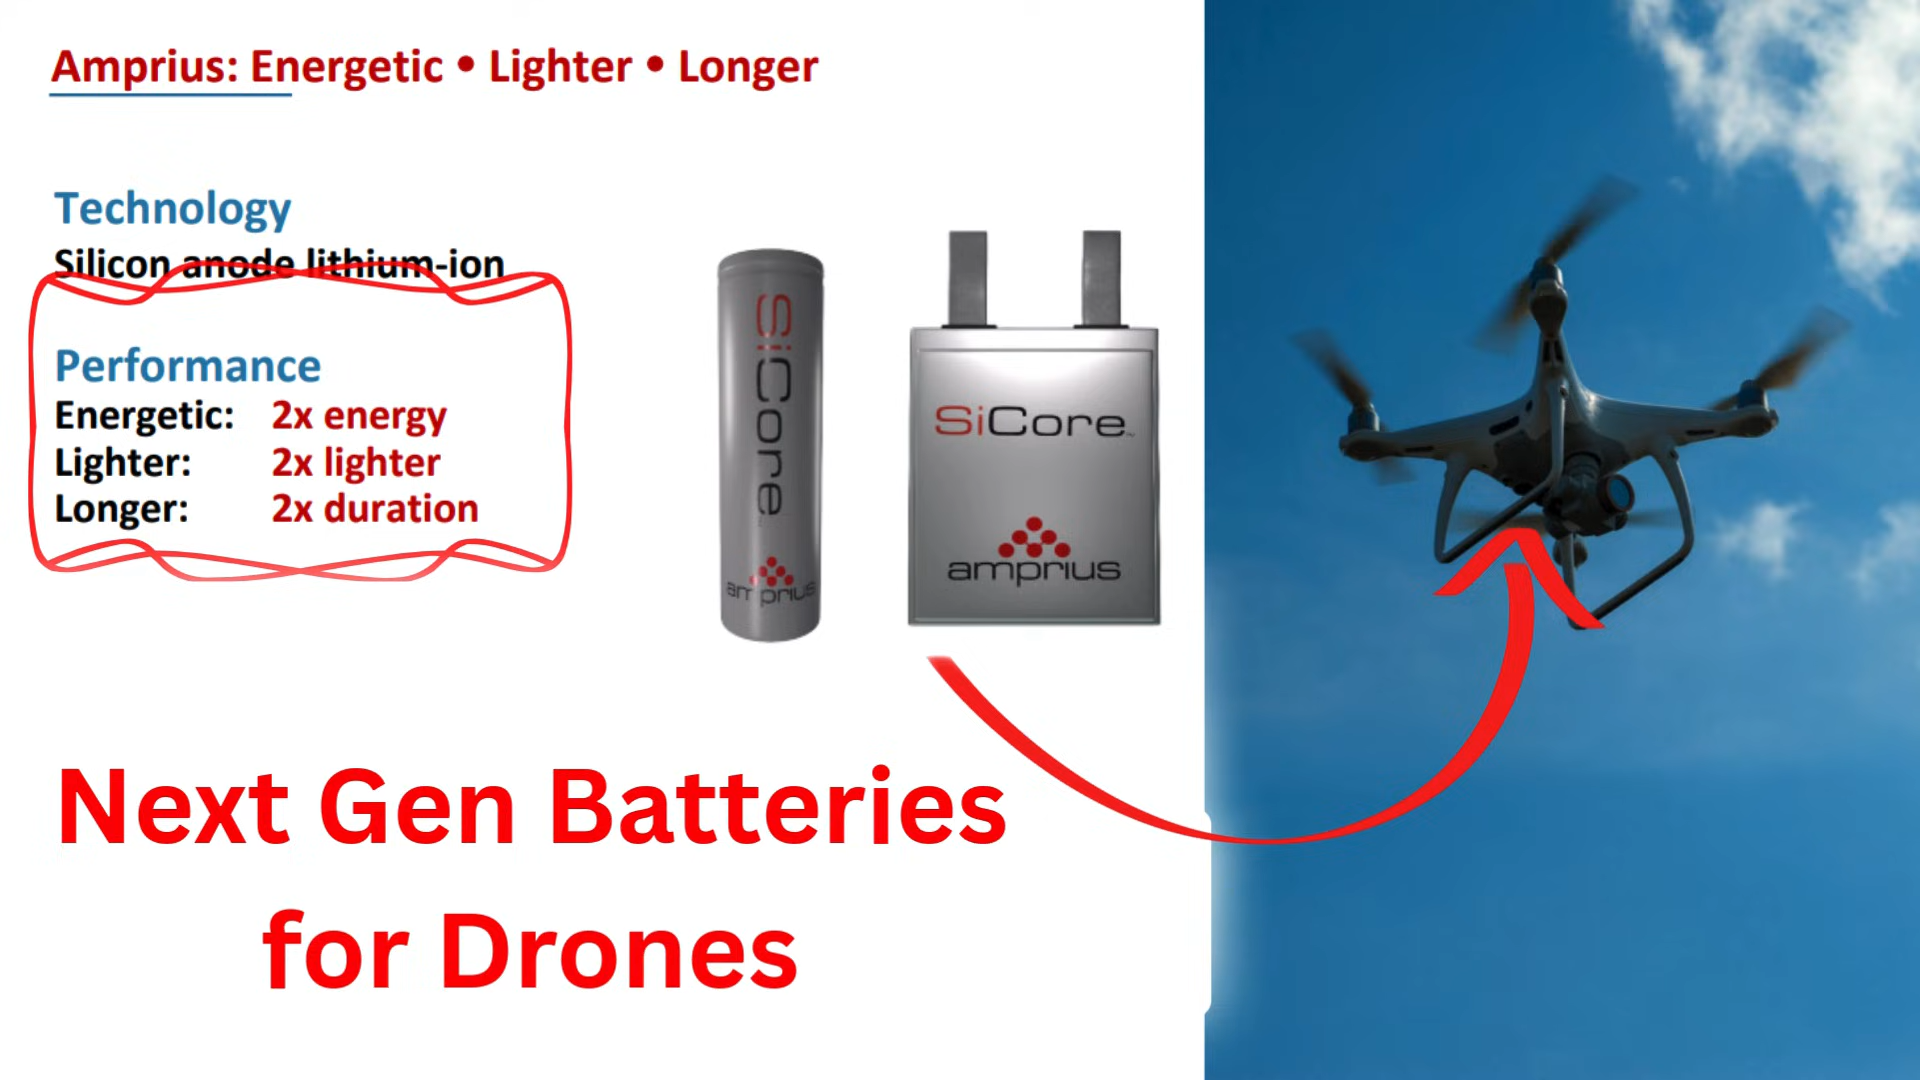 Amprius: Energetic • Lighter • Longer
Technology
Silicon anode lithium-ion
Performance
Energetic: 2x energy
Lighter: 2x lighter
Longer: 2x duration
SiCore
amprius
SiCore
amprius
Next Gen Batteries
for Drones